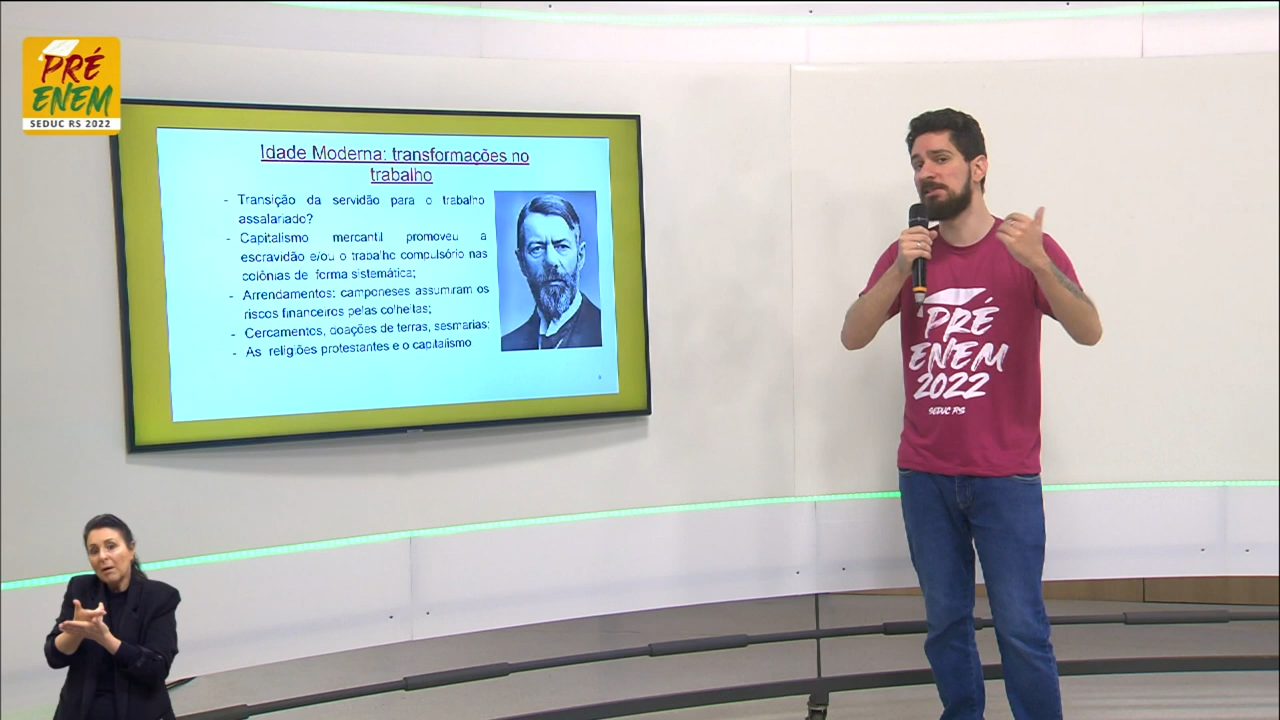 PRÉ
ENEM
SEDUC RS 2022
Idade Moderna: transformações no
trabalho
- Transição da servidão para o trabalho
assalariado?
- Capitalismo mercantil promoveu a
escravidão e/ou o trabalho compulsório nas
colônias de forma sistemática;
- Arrendamentos: camponeses assumiram os
riscos financeiros pelas colheitas;
- Cercamentos, doações de terras, sesmarias;
- As religiões protestantes e o capitalismo
PRÉ
ENEM
2022
SEDUC RS